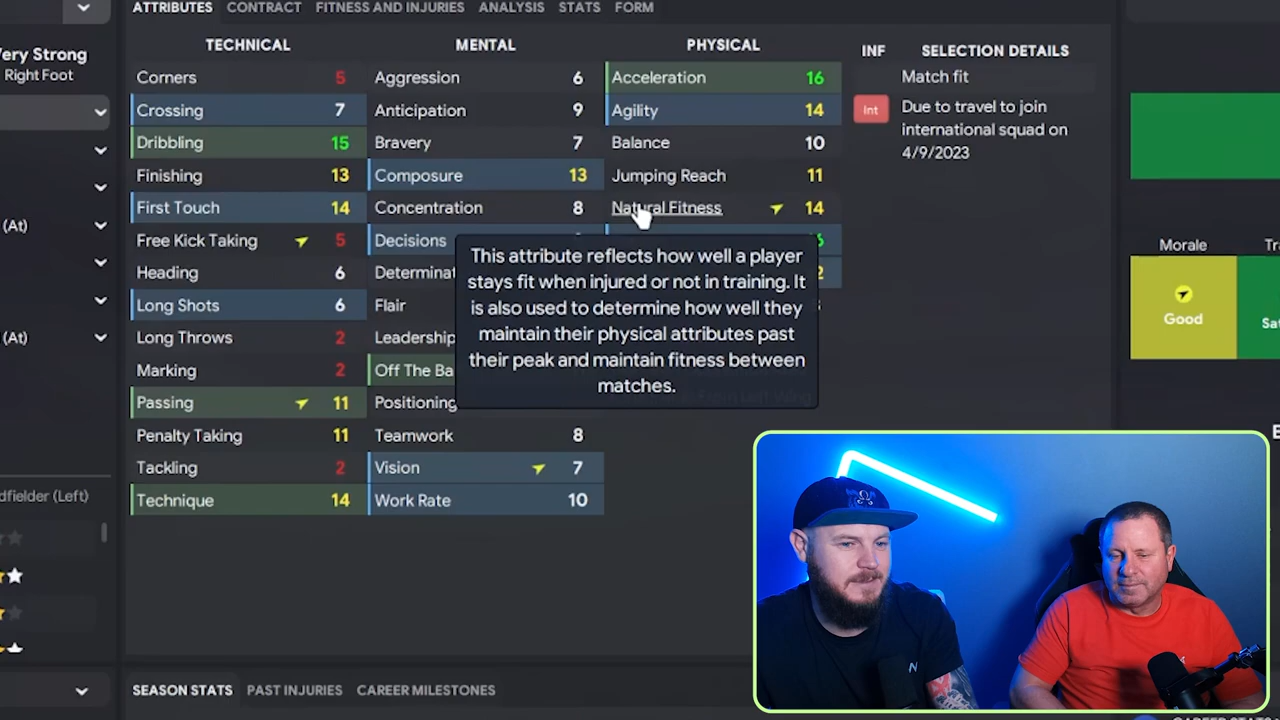 ATTRIBUTES CONTRACT FITNESS AND INJURIES ANALYSIS STATS FORM
Very Strong
Right Foot
(At)
(At)
TECHNICAL
Corners 5
Crossing 7
Dribbling 15
Finishing 13
First Touch 14
Free Kick Taking 5
Heading 6
Long Shots 6
Long Throws 2
Marking 2
Passing 11
Penalty Taking 11
Tackling 2
Technique 14
MENTAL
Aggression 6
Anticipation 9
Bravery 7
Composure 13
Concentration 8
Decisions
Determinat
Flair
Leadership
Off The Ba
Positioning
Teamwork 8
Vision 7
Work Rate 10
PHYSICAL
Acceleration 16
Agility 14
Balance 10
Jumping Reach 11
Natural Fitness 14
This attribute reflects how well a player
stays fit when injured or not in training. It
is also used to determine how well they
maintain their physical attributes past
their peak and maintain fitness between
matches.
INF SELECTION DETAILS
Match fit
Int
Due to travel to join
international squad on
4/9/2023
Morale
Good
dfielder (Left)
SEASON STATS PAST INJURIES CAREER MILESTONES